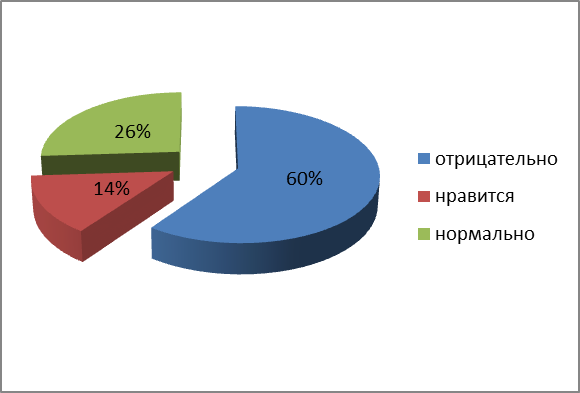 26%
14%
60%
отрицательно
нравится
нормально